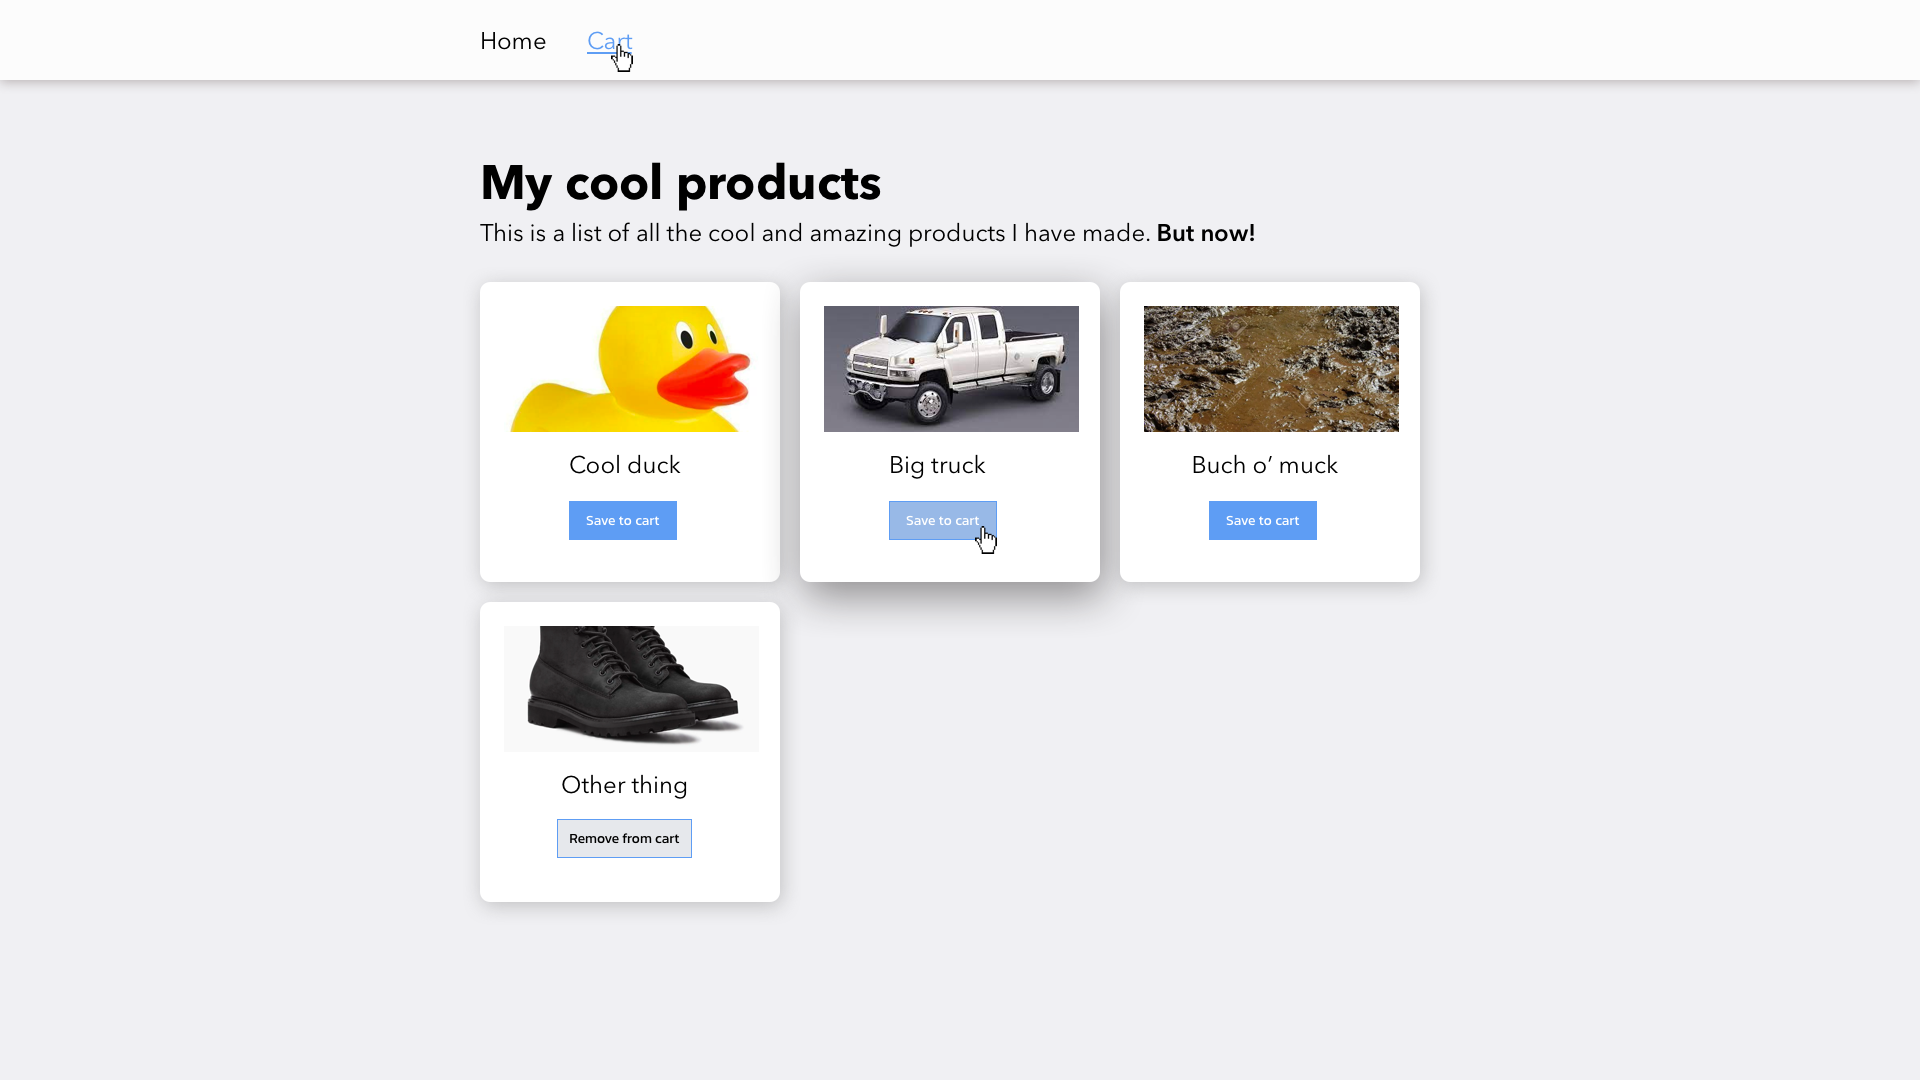 Home Cart
My cool products
This is a list of all the cool and amazing products I have made. But now!
Cool duck
Save to cart
Big truck
Save to cart
Buch o’ muck
Save to cart
Other thing
Remove from cart